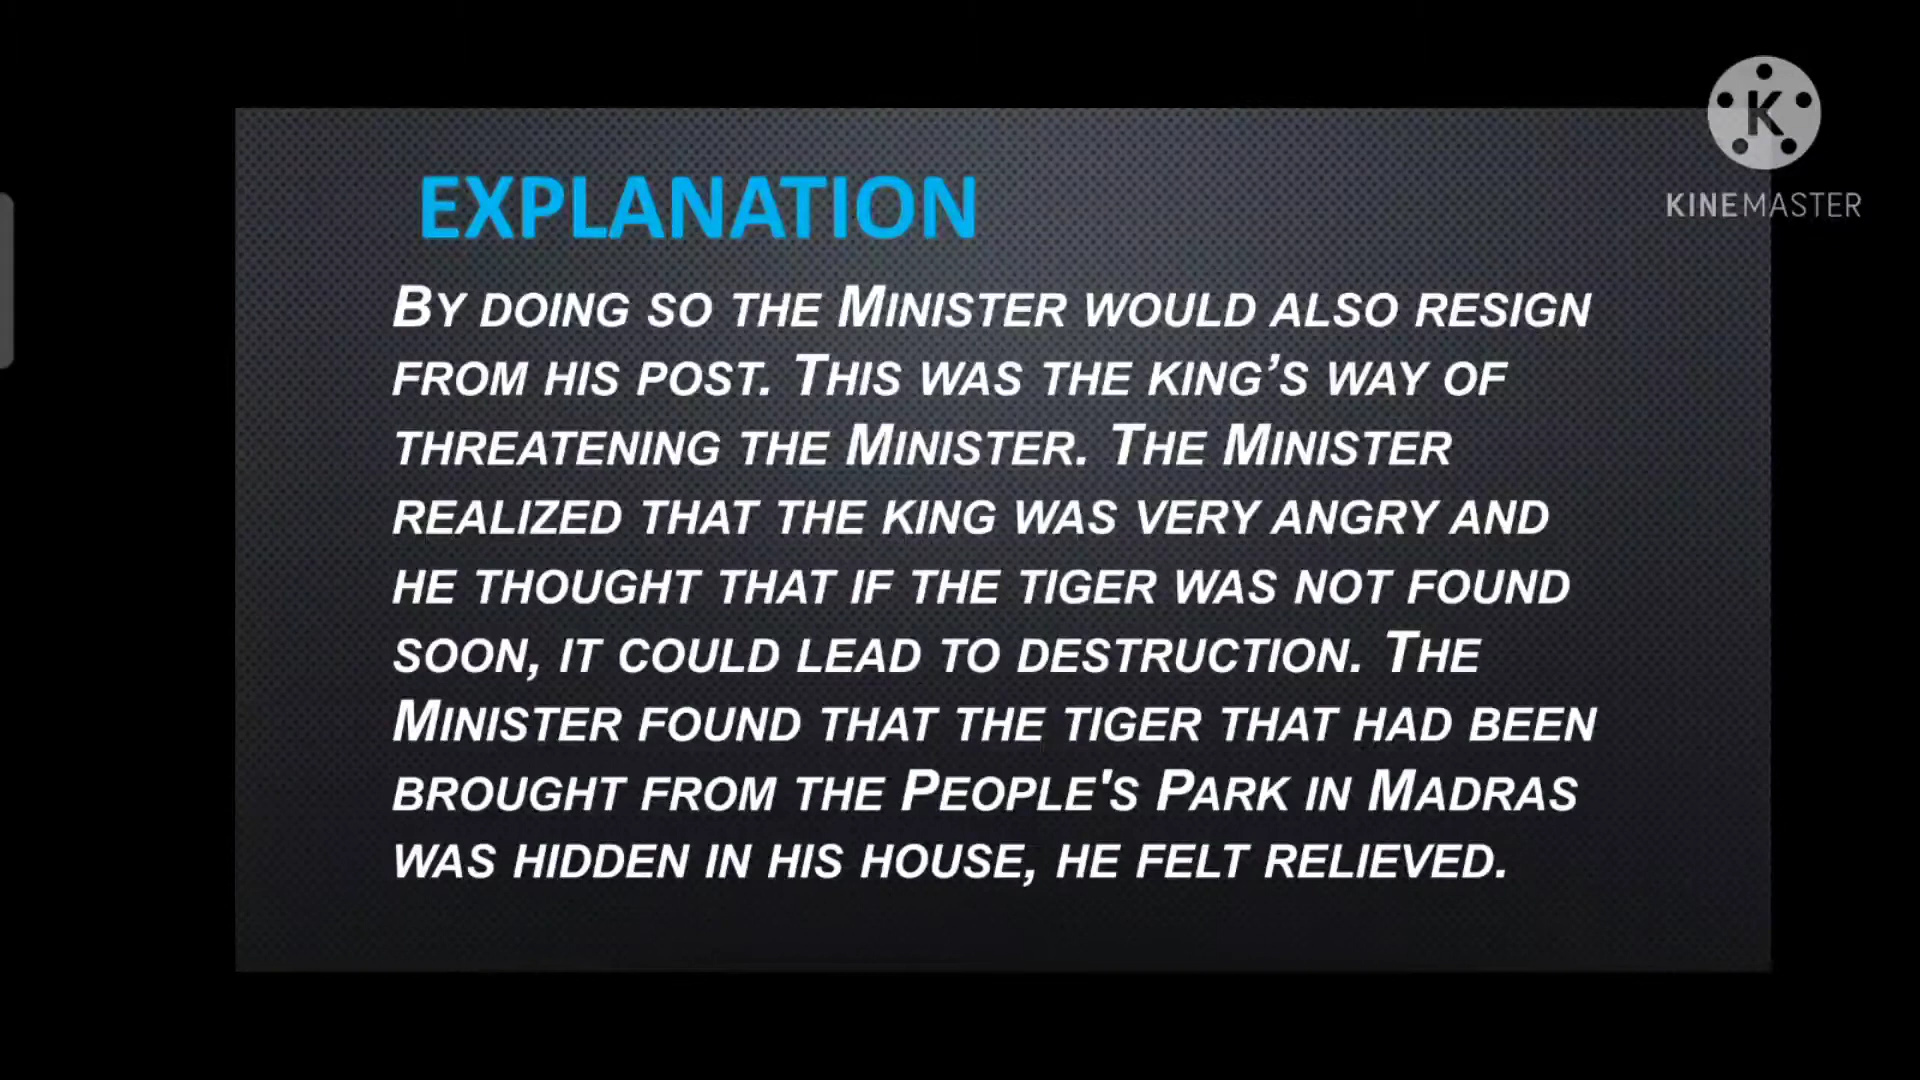 KINEMASTER
EXPLANATION
BY DOING SO THE MINISTER WOULD ALSO RESIGN
FROM HIS POST. THIS WAS THE KING’S WAY OF
THREATENING THE MINISTER. THE MINISTER
REALIZED THAT THE KING WAS VERY ANGRY AND
HE THOUGHT THAT IF THE TIGER WAS NOT FOUND
SOON, IT COULD LEAD TO DESTRUCTION. THE
MINISTER FOUND THAT THE TIGER THAT HAD BEEN
BROUGHT FROM THE PEOPLE'S PARK IN MADRAS
WAS HIDDEN IN HIS HOUSE, HE FELT RELIEVED.